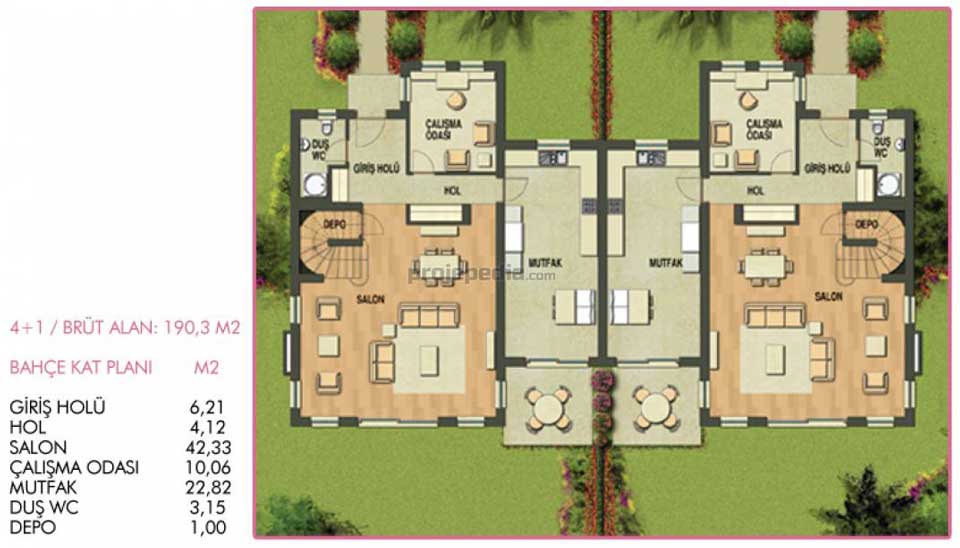 4+1 / BRÜT ALAN: 190,3 M2
BAHÇE KAT PLANI M2
GİRİŞ HOLÜ 6,21
HOL 4,12
SALON 42,33
ÇALIŞMA ODASI 10,06
MUTFAK 22,82
DUŞ WC 3,15
DEPO 1,00
DUŞ
WC
GİRİŞ HOLÜ
ÇALIŞMA
ODASI
HOL
DEPO
MUTFAK
SALON
projepedia.com
ÇALIŞMA
ODASI
GİRİŞ HOLÜ
DUŞ
WC
HOL
DEPO
MUTFAK
SALON